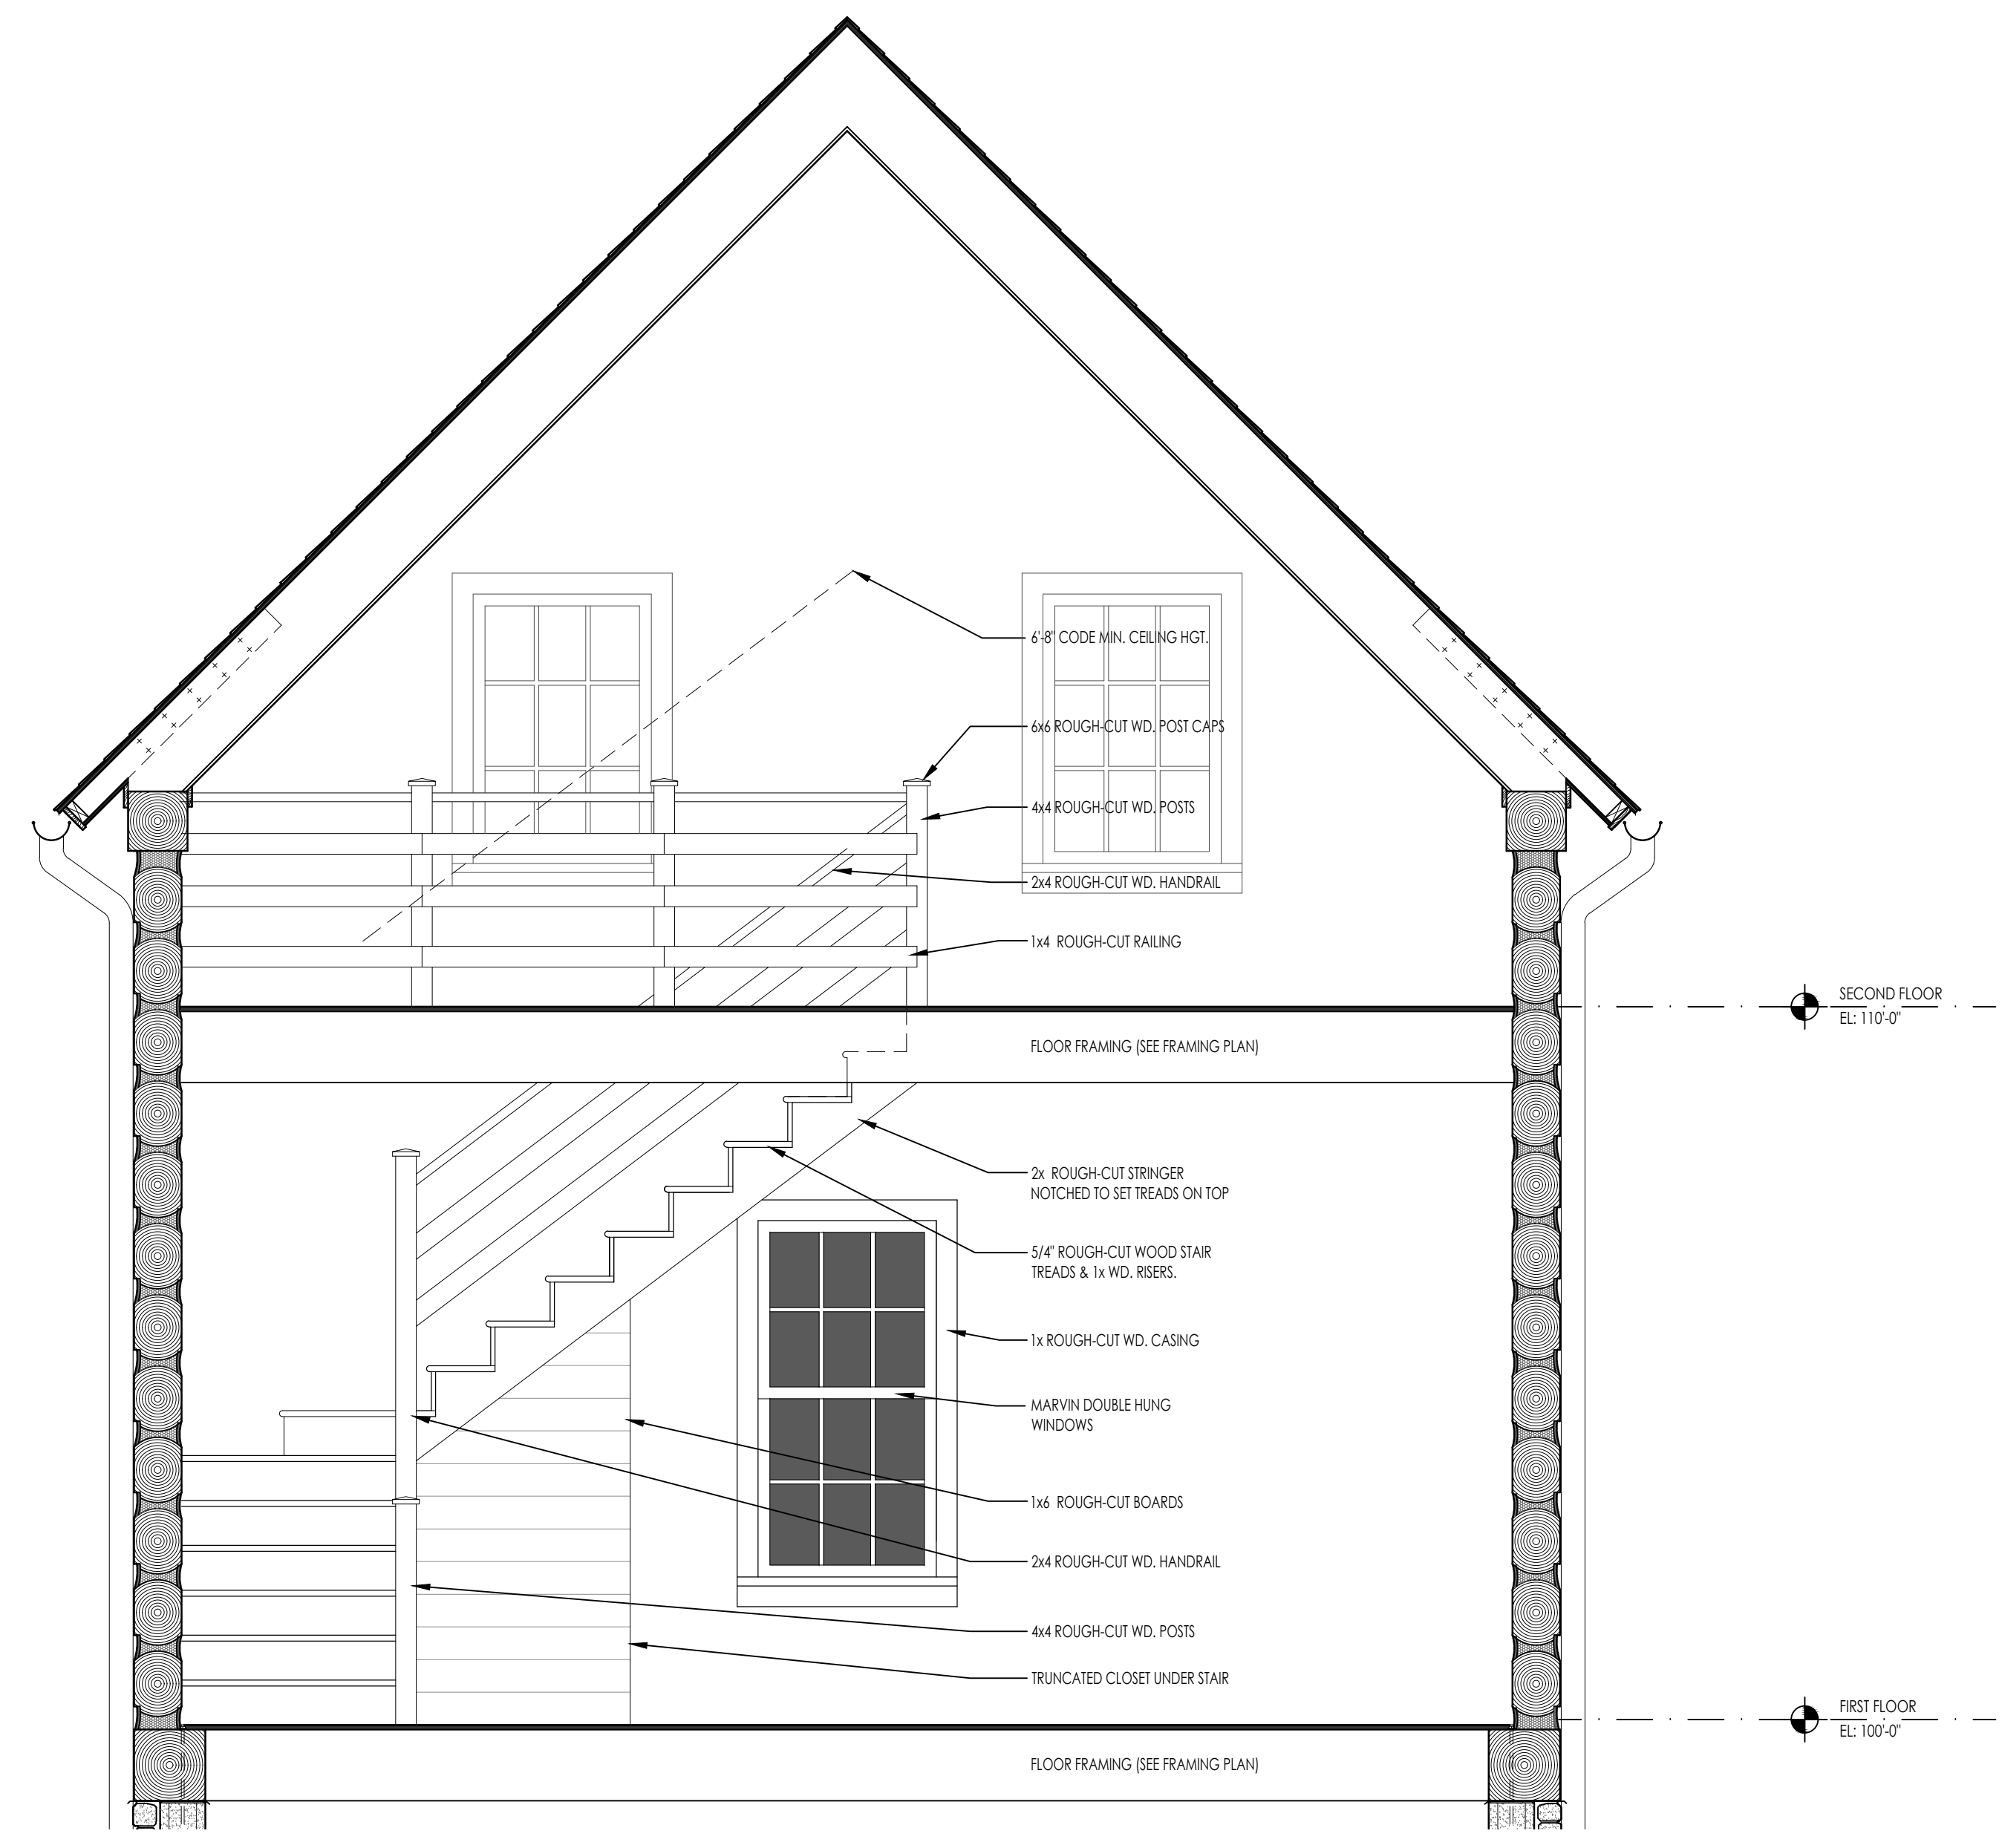 6'-8" CODE MIN. CEILING HGT.
6x6 ROUGH-CUT WD. POST CAPS
4x4 ROUGH-CUT WD. POSTS
2x4 ROUGH-CUT WD. HANDRAIL
1x4 ROUGH-CUT RAILING
SECOND FLOOR
EL: 110'-0"
FLOOR FRAMING (SEE FRAMING PLAN)
2x ROUGH-CUT STRINGER
NOTCHED TO SET TREADS ON TOP
5/4" ROUGH-CUT WOOD STAIR
TREADS & 1x WD. RISERS.
1x ROUGH-CUT WD. CASING
MARVIN DOUBLE HUNG
WINDOWS
1x6 ROUGH-CUT BOARDS
2x4 ROUGH-CUT WD. HANDRAIL
4x4 ROUGH-CUT WD. POSTS
TRUNCATED CLOSET UNDER STAIR
FIRST FLOOR
EL: 100'-0"
FLOOR FRAMING (SEE FRAMING PLAN)